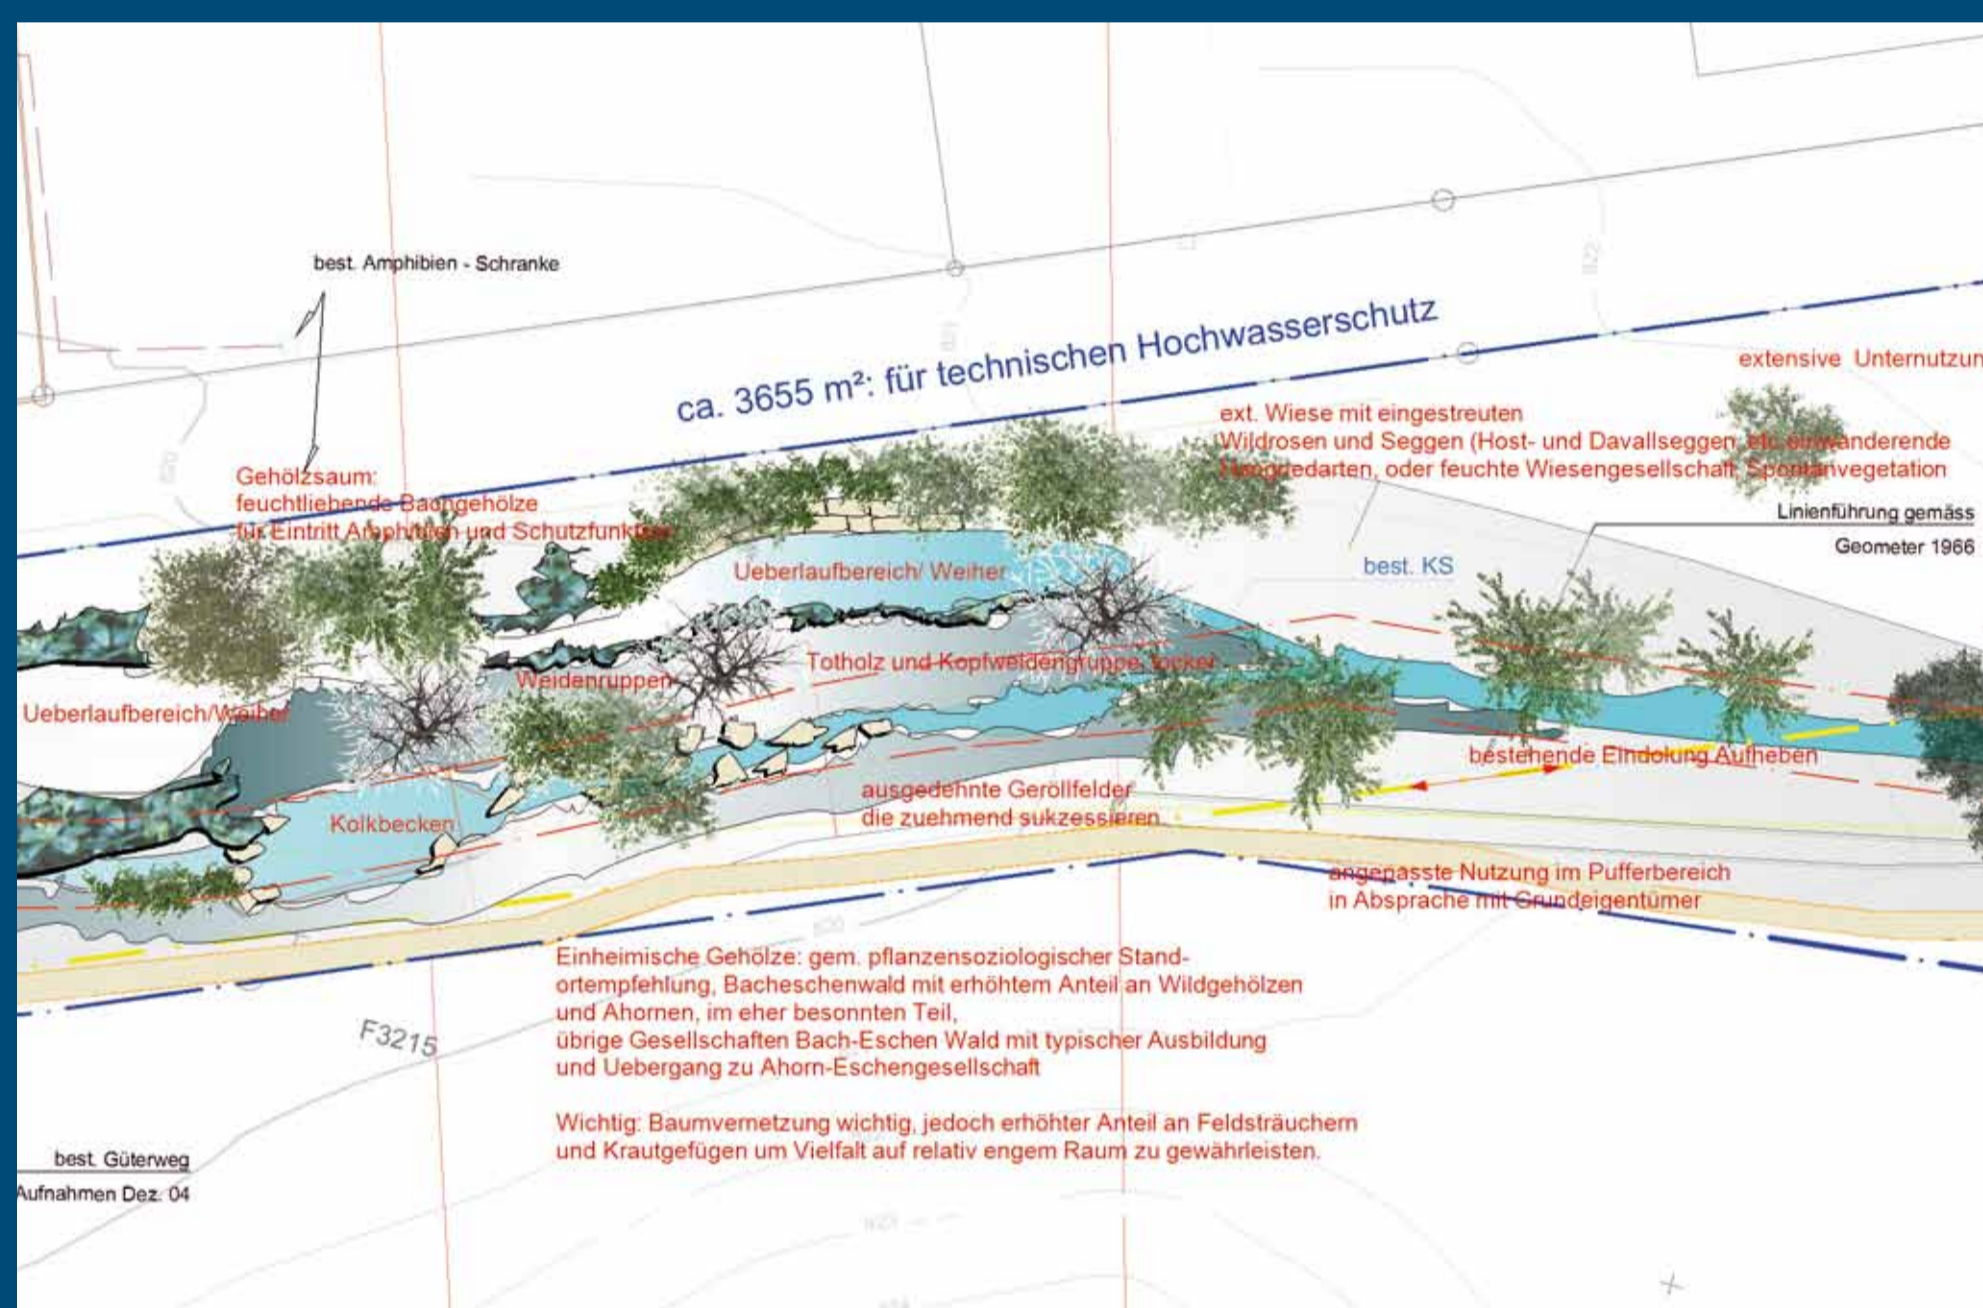 best. Amphibien - Schranke
ca. 3655 m²: für technischen Hochwasserschutz
extensive Unternutzun
ext. Wiese mit eingestreuten
Wildrosen und Seggen (Host- und Davallseggen, etc. einwanderende
oder feuchte Wiesengesellschaft, Spontanvegetation
Gehölzsaum:
feuchtliebende Bachgehölze
für Eintritt Amphibien und Schutzfunktion
Linienführung gemäss
Geometer 1966
best. KS
Ueberlaufbereich/ Weiher
Totholz und Kopfweidengruppe, locker
Weidenruppen
Ueberlaufbereich/Weiher
bestehende Eindolung Aufheben
ausgedehnte Geröllfelder
die zuehmend sukzessieren.
Kolkbecken
angepasste Nutzung im Pufferbereich
in Absprache mit Grundeigentümer
Einheimische Gehölze: gem. pflanzensoziologischer Stand-
ortempfehlung, Bacheschenwald mit erhöhtem Anteil an Wildgehölzen
und Ahornen, im eher besonnten Teil,
übrige Gesellschaften Bach-Eschen Wald mit typischer Ausbildung
und Uebergang zu Ahorn-Eschengesellschaft
F3215
Wichtig: Baumvernetzung wichtig, jedoch erhöhter Anteil an Feldsträuchern
und Krautgefügen um Vielfalt auf relativ engem Raum zu gewährleisten.
best. Güterweg
Aufnahmen Dez. 04
820